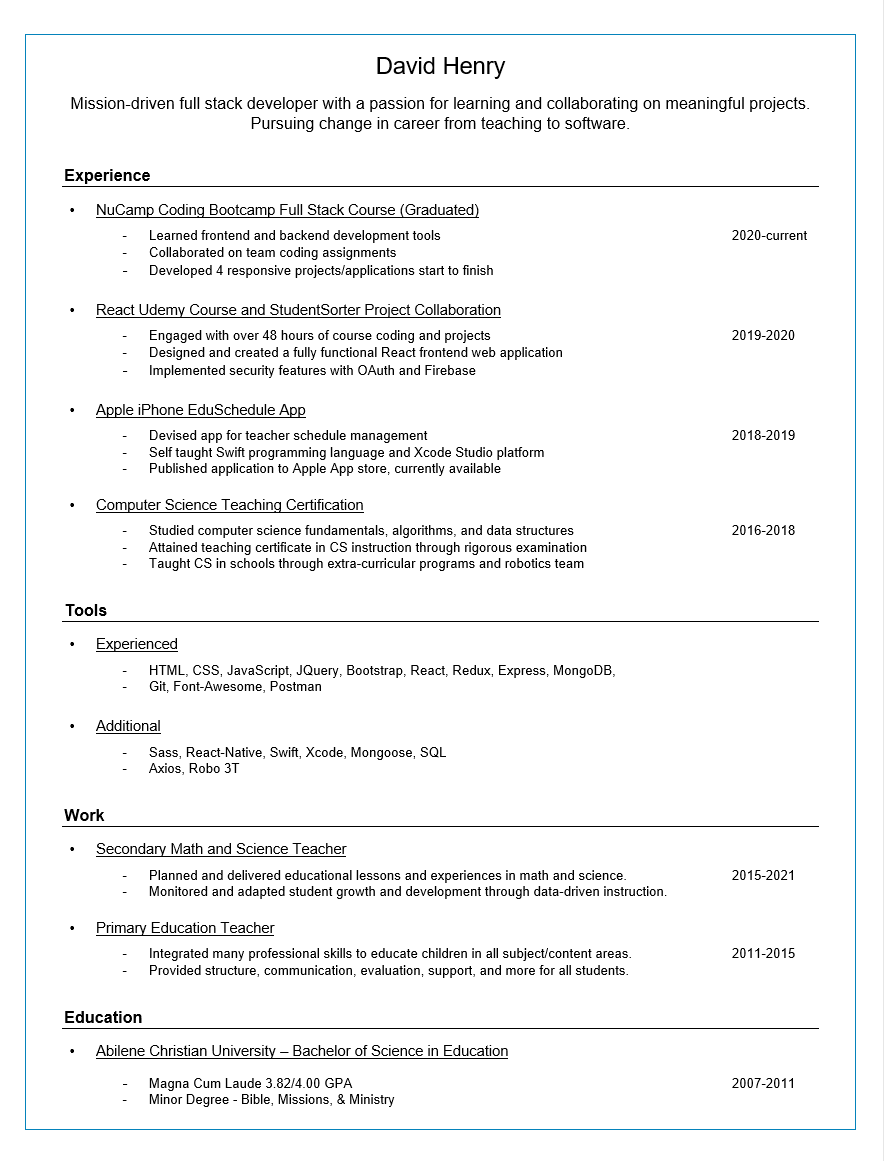 David Henry
Mission-driven full stack developer with a passion for learning and collaborating on meaningful projects.
Pursuing change in career from teaching to software.
Experience
• NuCamp Coding Bootcamp Full Stack Course (Graduated)
- Learned frontend and backend development tools 2020-current
- Collaborated on team coding assignments
- Developed 4 responsive projects/applications start to finish
• React Udemy Course and StudentSorter Project Collaboration
- Engaged with over 48 hours of course coding and projects 2019-2020
- Designed and created a fully functional React frontend web application
- Implemented security features with OAuth and Firebase
• Apple iPhone EduSchedule App
- Devised app for teacher schedule management 2018-2019
- Self taught Swift programming language and Xcode Studio platform
- Published application to Apple App store, currently available
• Computer Science Teaching Certification
- Studied computer science fundamentals, algorithms, and data structures 2016-2018
- Attained teaching certificate in CS instruction through rigorous examination
- Taught CS in schools through extra-curricular programs and robotics team
Tools
• Experienced
- HTML, CSS, JavaScript, JQuery, Bootstrap, React, Redux, Express, MongoDB,
- Git, Font-Awesome, Postman
• Additional
- Sass, React-Native, Swift, Xcode, Mongoose, SQL
- Axios, Robo 3T
Work
• Secondary Math and Science Teacher
- Planned and delivered educational lessons and experiences in math and science. 2015-2021
- Monitored and adapted student growth and development through data-driven instruction.
• Primary Education Teacher
- Integrated many professional skills to educate children in all subject/content areas. 2011-2015
- Provided structure, communication, evaluation, support, and more for all students.
Education
• Abilene Christian University – Bachelor of Science in Education
- Magna Cum Laude 3.82/4.00 GPA 2007-2011
- Minor Degree - Bible, Missions, & Ministry